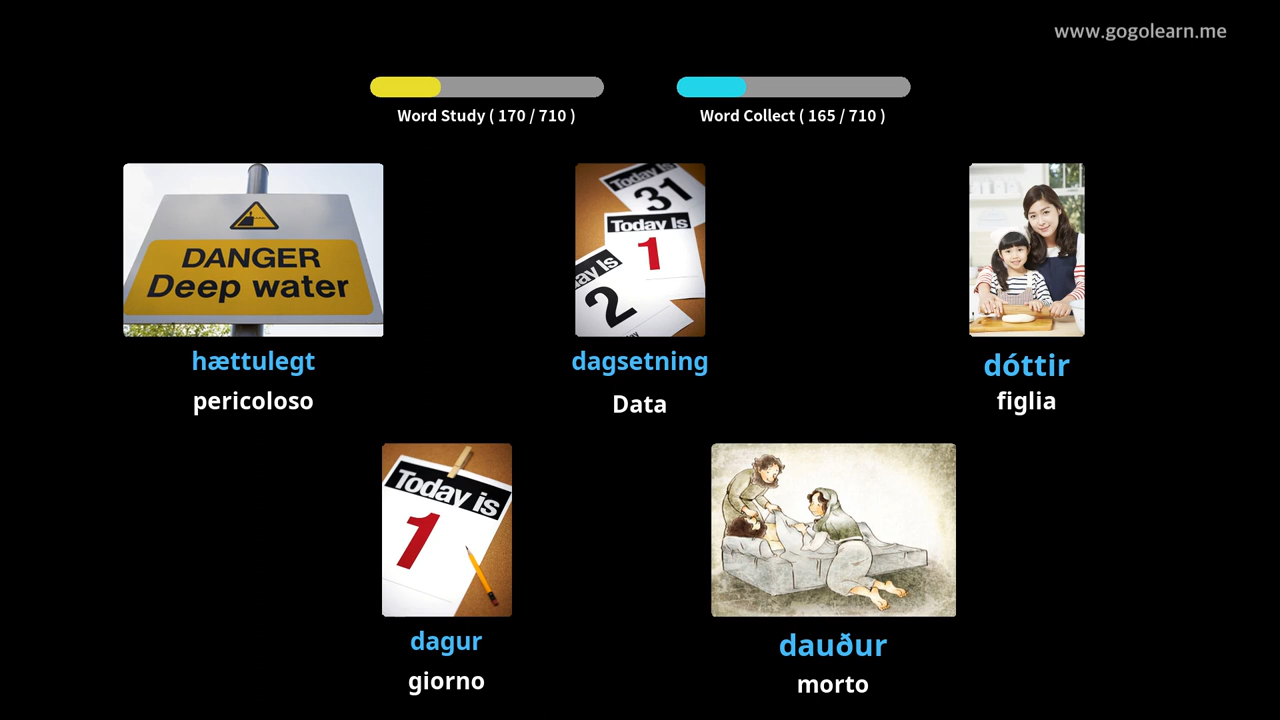 www.gogolearn.me
Word Study ( 170 / 710 )
Word Collect ( 165 / 710 )
DANGER
Deep water
Today Is
31
Today Is
1
ay Is
2
hættulegt
dagsetning
dóttir
pericoloso
Data
figlia
Today is
1
dagur
dauður
giorno
morto